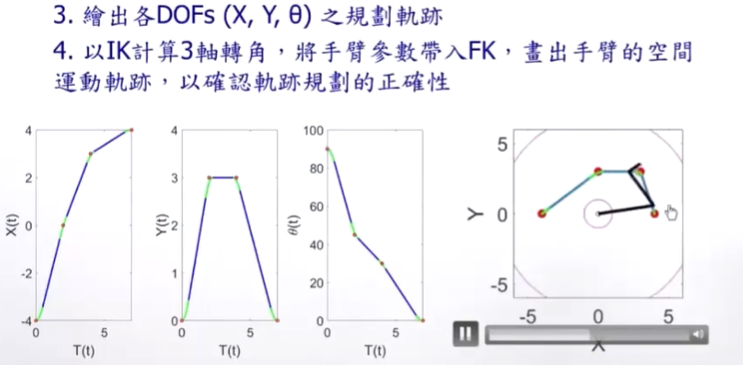 3. 繪出各DOFs (X, Y, θ) 之規劃軌跡
4. 以IK計算3軸轉角，將手臂參數帶入FK，畫出手臂的空間
運動軌跡，以確認軌跡規劃的正確性
X(t)
4
2
0
-2
-4
0
5
T(t)
Y(t)
4
3
2
1
0
0
5
T(t)
θ(t)
100
80
60
40
20
0
0
5
T(t)
Y
5
0
-5
-5
0
5
X